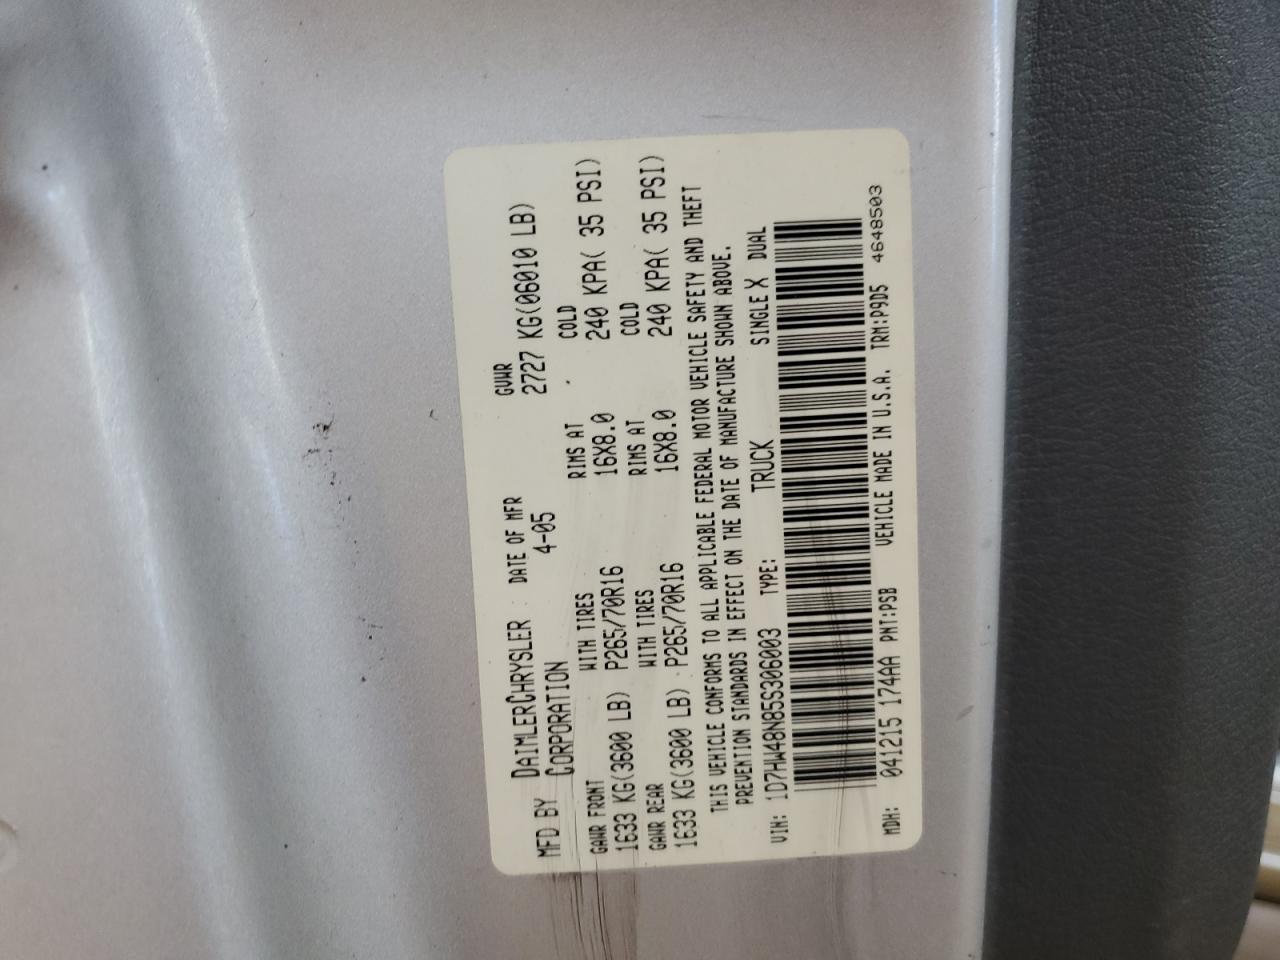 MFD BY DAIMLERCHRYSLER DATE OF MFR GVWR
CORPORATION 4-05 2727 KG(06010 LB)
GAWR FRONT WITH TIRES RIMS AT COLD
1633 KG(3600 LB) P265/70R16 16X8.0 240 KPA( 35 PSI)
GAWR REAR WITH TIRES RIMS AT COLD
1633 KG(3600 LB) P265/70R16 16X8.0 240 KPA( 35 PSI)
THIS VEHICLE CONFORMS TO ALL APPLICABLE FEDERAL MOTOR VEHICLE SAFETY AND THEFT
PREVENTION STANDARDS IN EFFECT ON THE DATE OF MANUFACTURE SHOWN ABOVE.
VIN: 1D7HW48N85S306003 TYPE: TRUCK SINGLE X DUAL
MDH: 041215 174AA PNT:PSB VEHICLE MADE IN U.S.A. TRM:P9D5 4648503